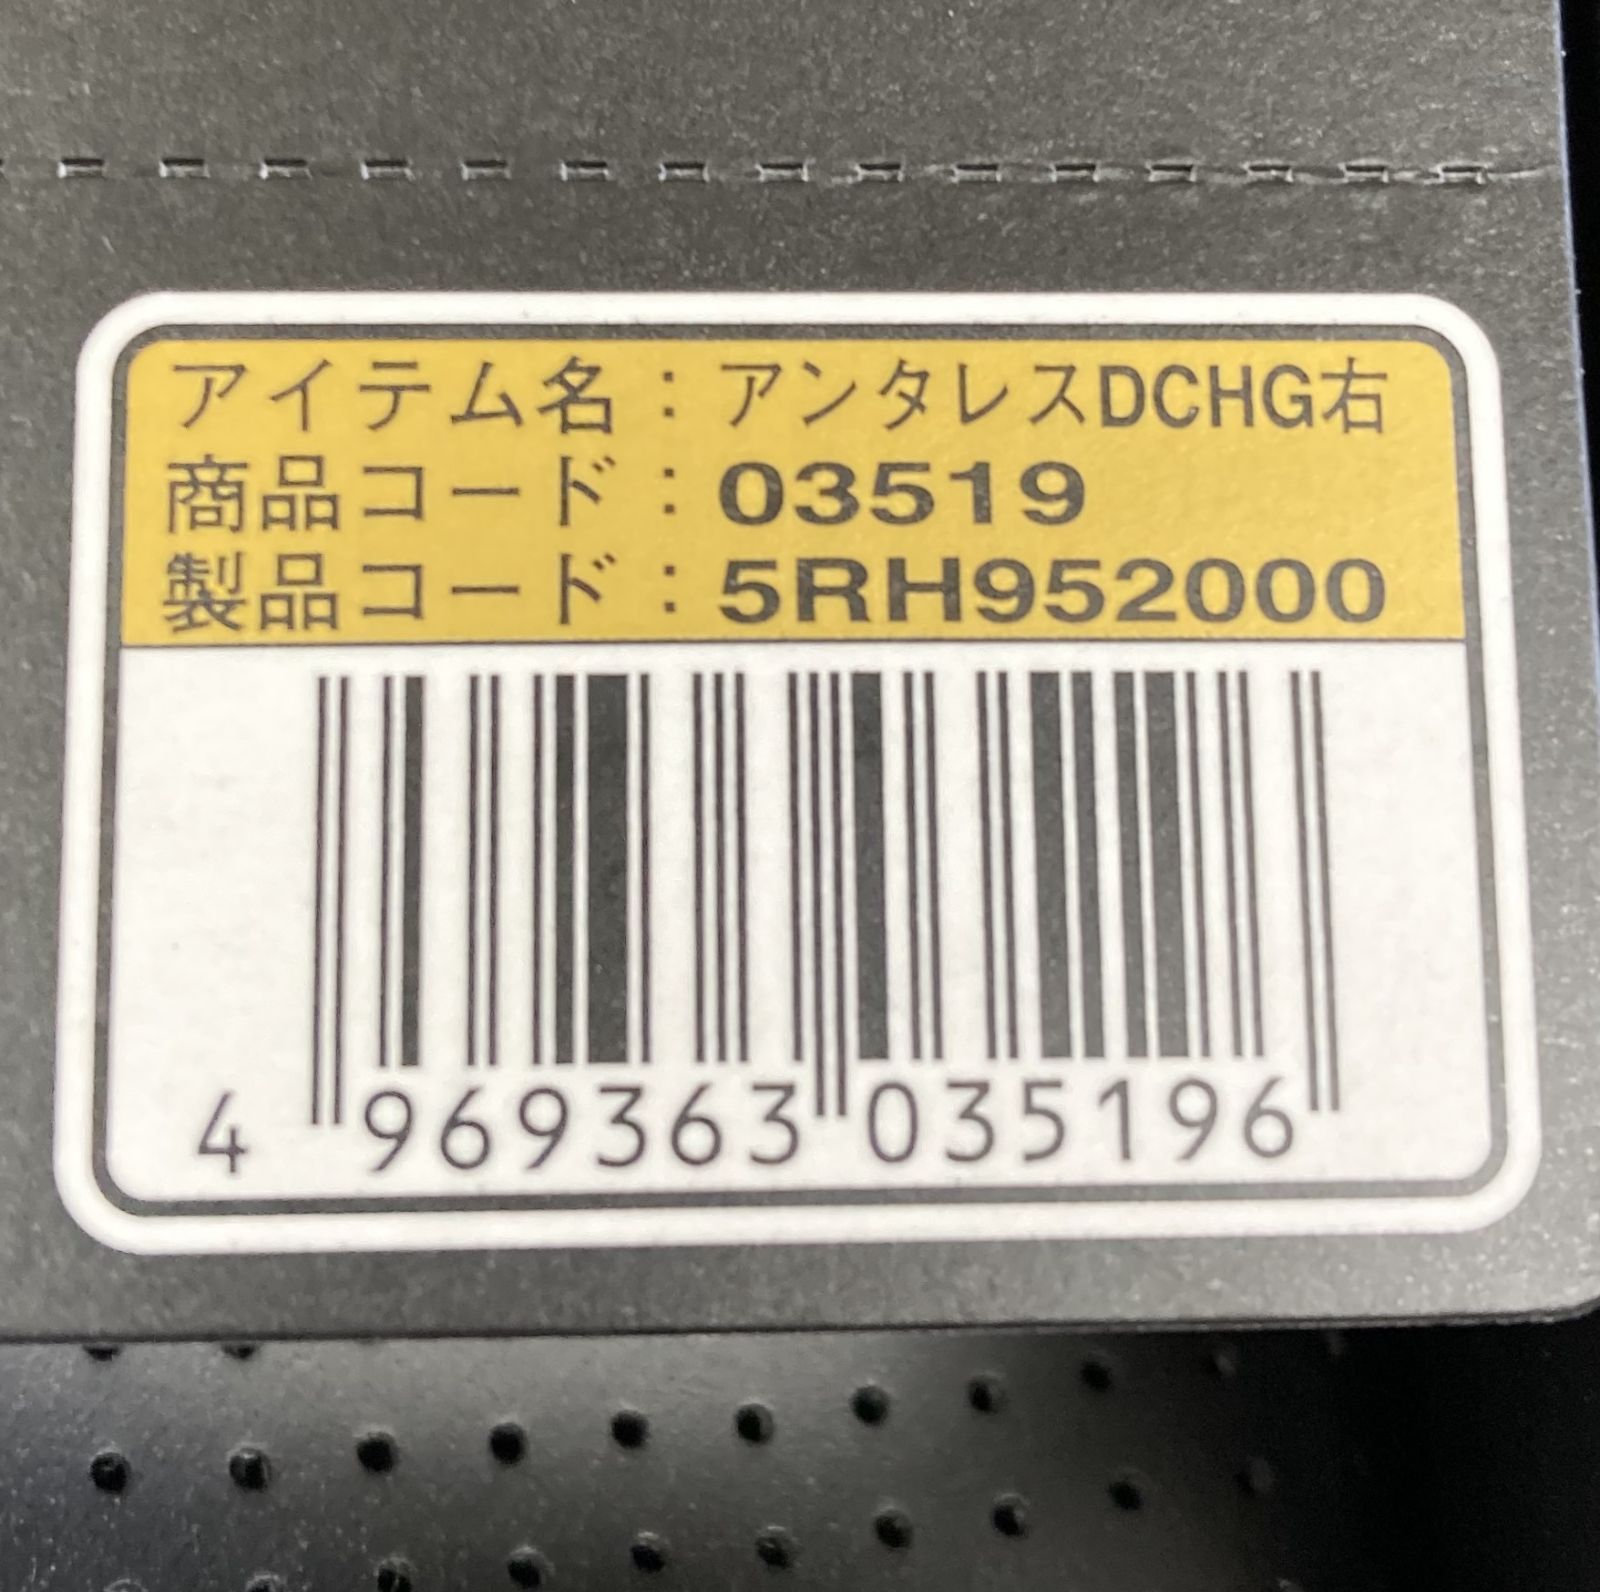 アイテム名：アンタレスDCHG右
商品コード：03519
製品コード：5RH952000
4 969363 035196